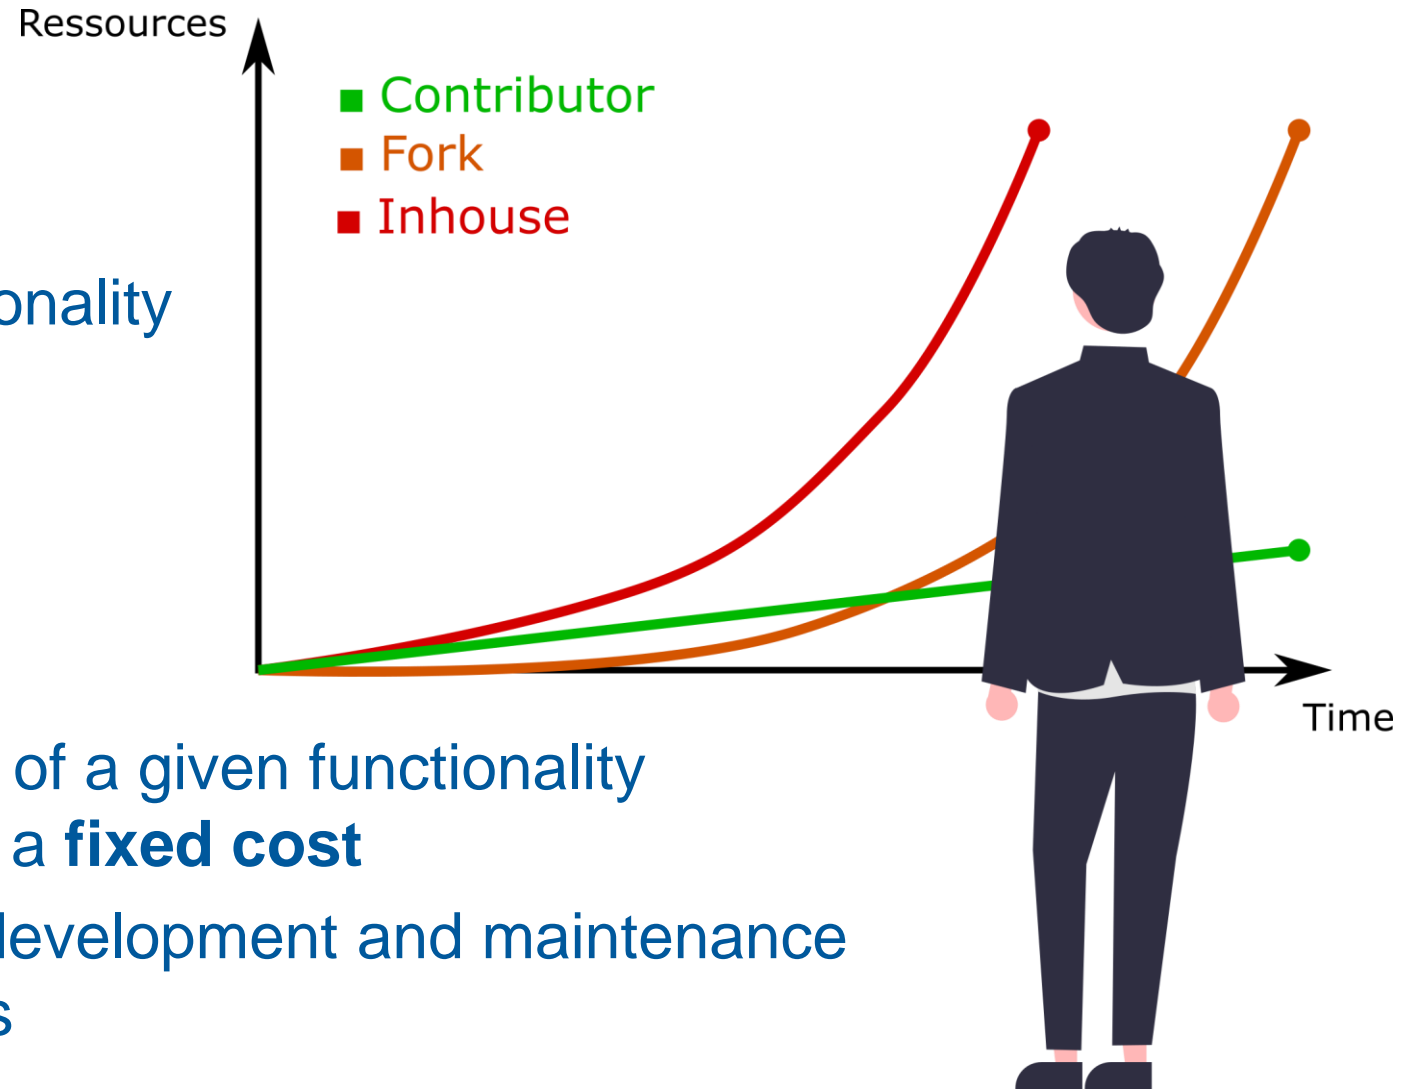 Ressources
Contributor
Fork
Inhouse
onality
Time
of a given functionality
a fixed cost
development and maintenance
s